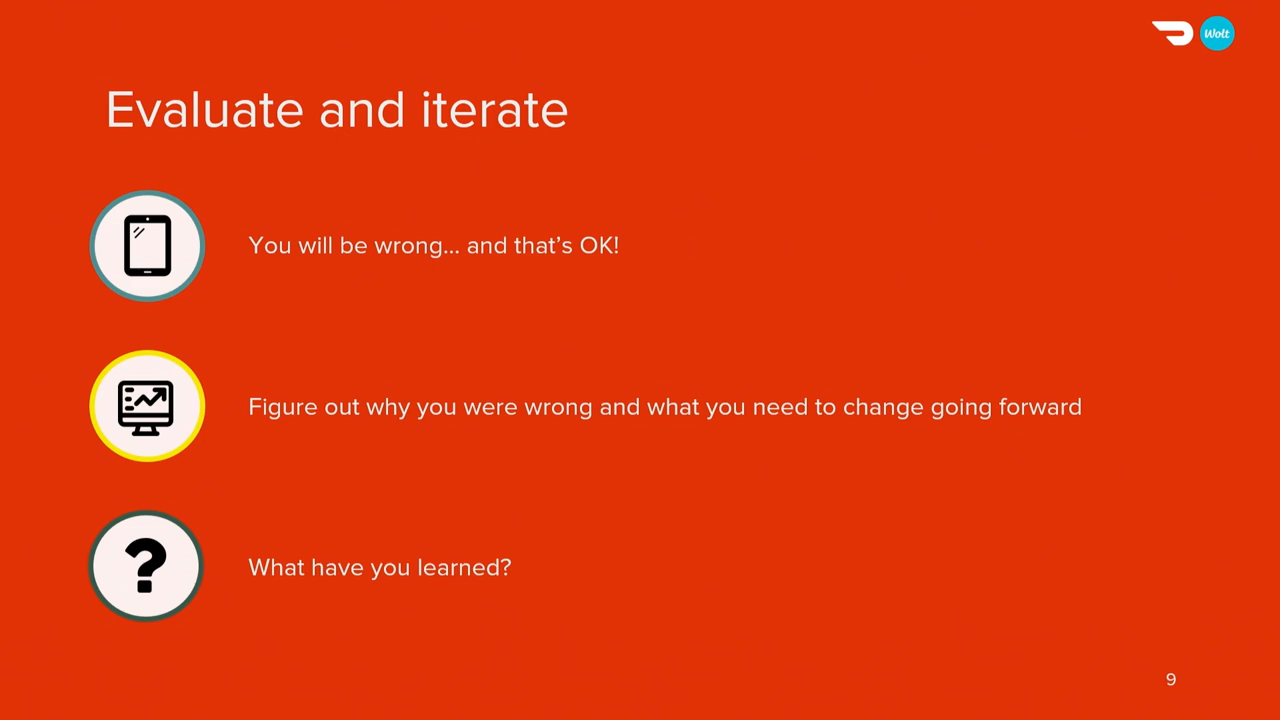 Wolt
Evaluate and iterate
You will be wrong... and that's OK!
Figure out why you were wrong and what you need to change going forward
What have you learned?
9